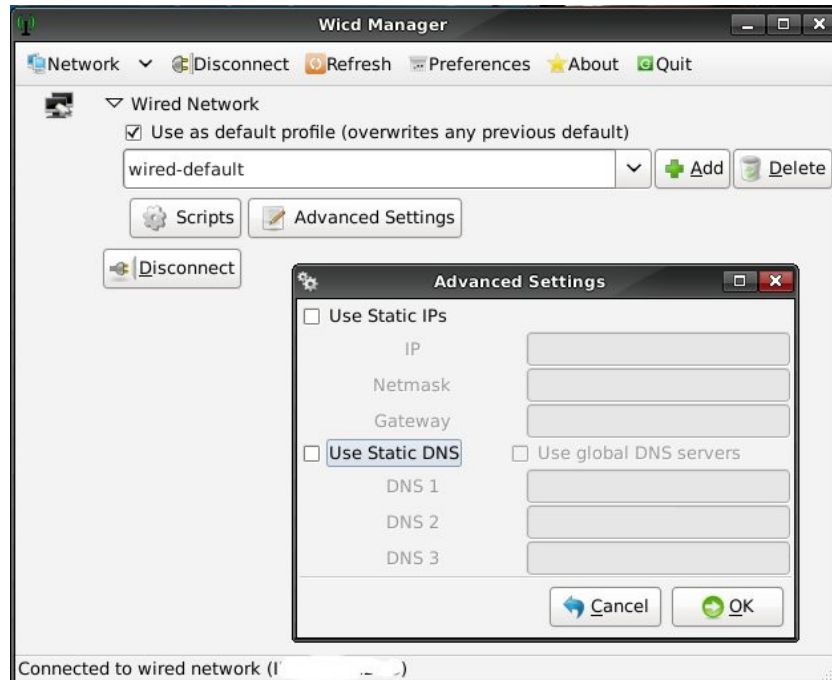 Wicd Manager
Network Disconnect Refresh Preferences About Quit
Wired Network
Use as default profile (overwrites any previous default)
wired-default Add Delete
Scripts Advanced Settings
Disconnect
Advanced Settings
Use Static IPs
IP
Netmask
Gateway
Use Static DNS Use global DNS servers
DNS 1
DNS 2
DNS 3
Cancel OK
Connected to wired network (